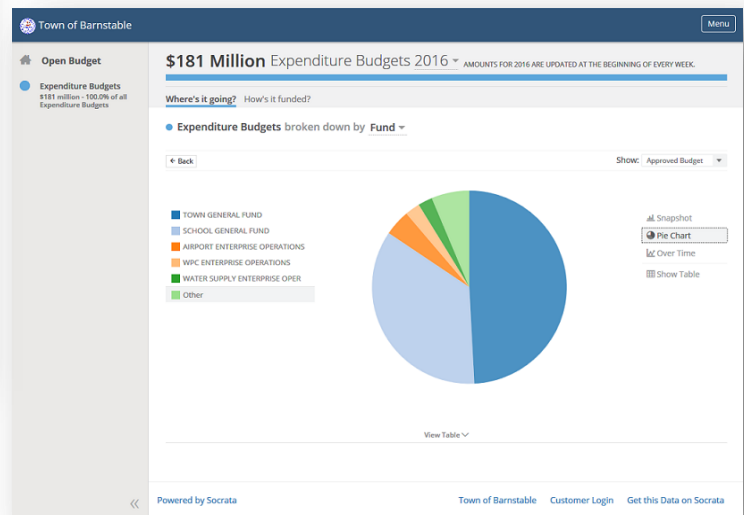 Town of Barnstable
Menu
Open Budget
Expenditure Budgets
$181 million - 100.0% of all
Expenditure Budgets
$181 Million Expenditure Budgets 2016 AMOUNTS FOR 2016 ARE UPDATED AT THE BEGINNING OF EVERY WEEK.
Where's it going? How's it funded?
Expenditure Budgets broken down by Fund
Back
Show: Approved Budget
TOWN GENERAL FUND
SCHOOL GENERAL FUND
AIRPORT ENTERPRISE OPERATIONS
WPC ENTERPRISE OPERATIONS
WATER SUPPLY ENTERPRISE OPER
Other
Snapshot
Pie Chart
Over Time
Show Table
View Table
Powered by Socrata
Town of Barnstable Customer Login Get this Data on Socrata